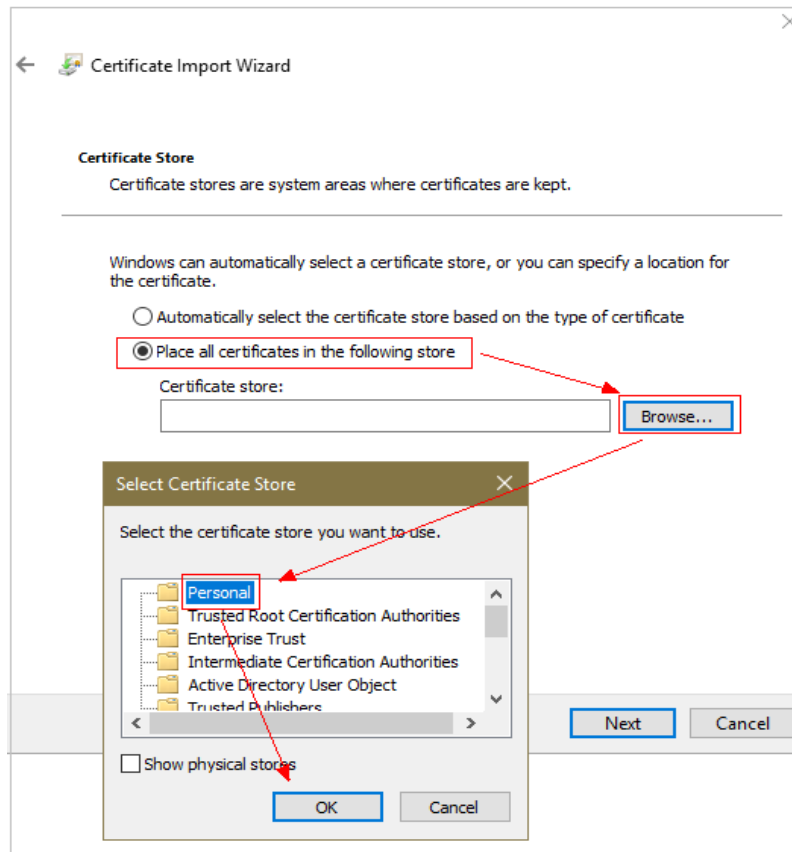 Certificate Import Wizard
Certificate Store
Certificate stores are system areas where certificates are kept.
Windows can automatically select a certificate store, or you can specify a location for
the certificate.
Automatically select the certificate store based on the type of certificate
Place all certificates in the following store
Certificate store:
Browse...
Select Certificate Store
Select the certificate store you want to use.
Personal
Trusted Root Certification Authorities
Enterprise Trust
Intermediate Certification Authorities
Active Directory User Object
Trusted Publishers
Next
Cancel
Show physical stores
OK
Cancel